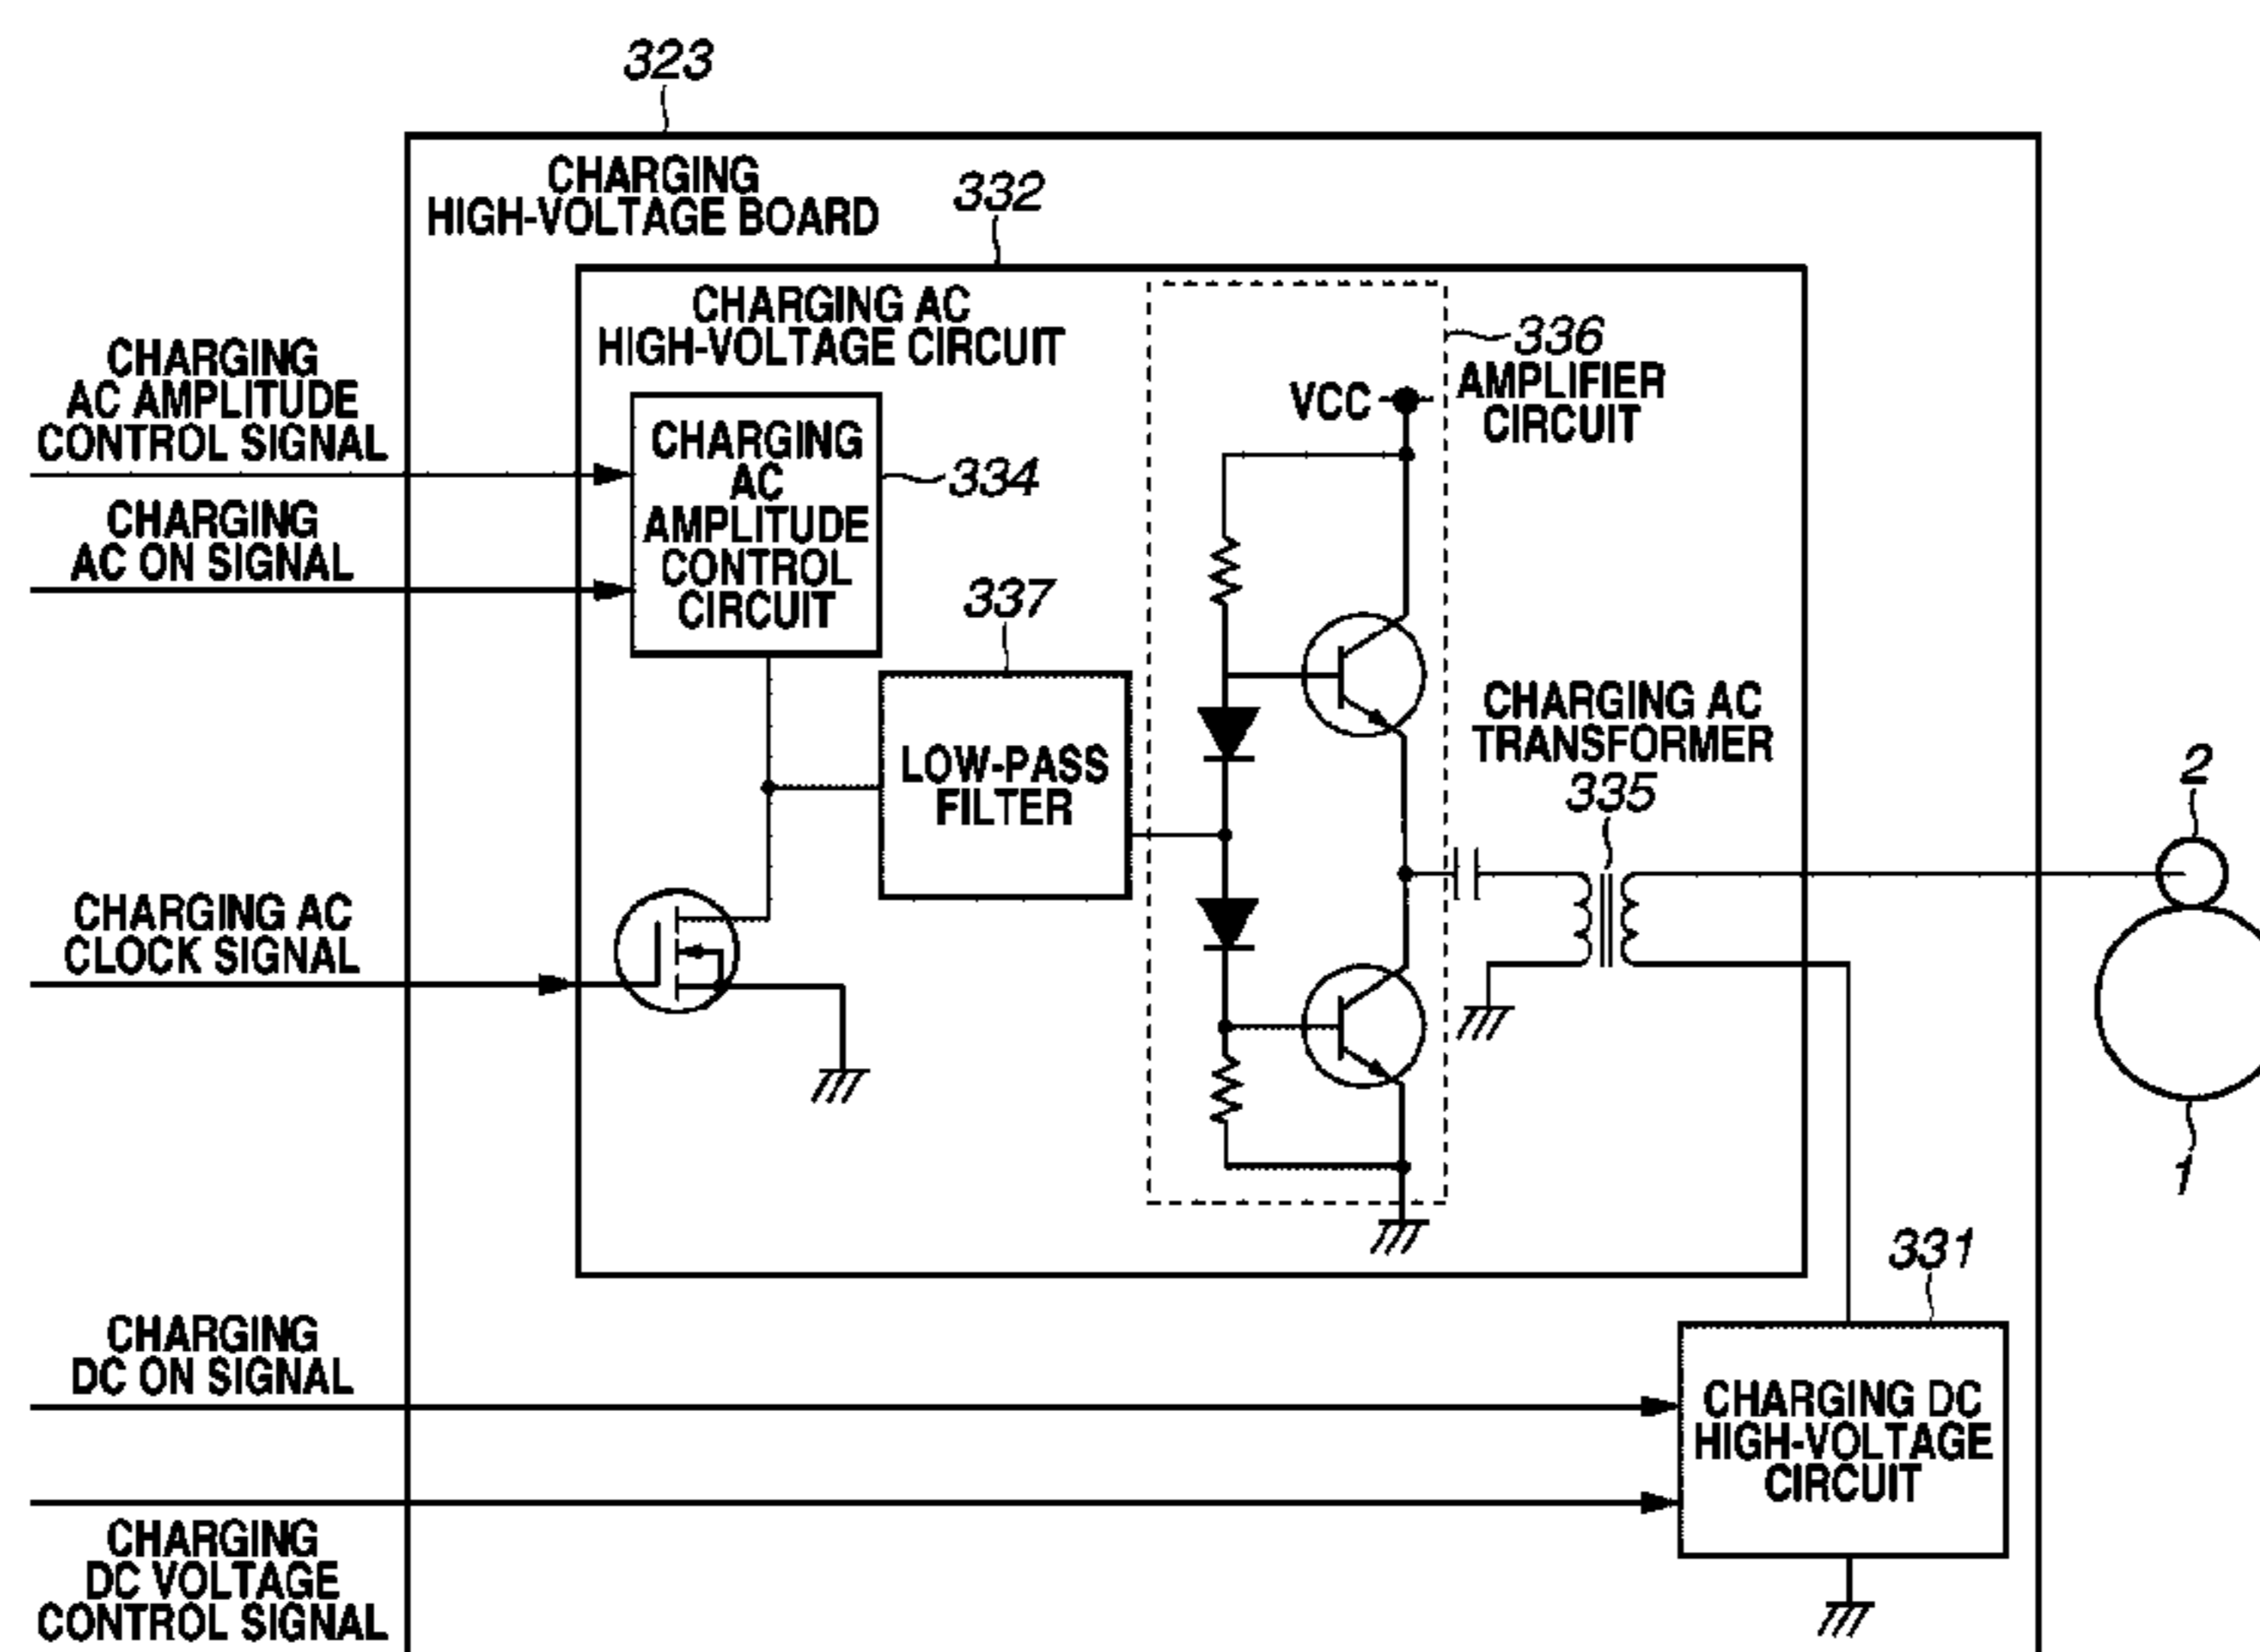 323
CHARGING
HIGH-VOLTAGE BOARD
332
CHARGING AC
HIGH-VOLTAGE CIRCUIT
336
AMPLIFIER
CIRCUIT
VCC
CHARGING
AC AMPLITUDE
CONTROL SIGNAL
CHARGING
AC
AMPLITUDE
CONTROL
CIRCUIT
334
CHARGING
AC ON SIGNAL
337
LOW-PASS
FILTER
CHARGING AC
TRANSFORMER
335
2
CHARGING AC
CLOCK SIGNAL
1
331
CHARGING
DC ON SIGNAL
CHARGING DC
HIGH-VOLTAGE
CIRCUIT
CHARGING
DC VOLTAGE
CONTROL SIGNAL